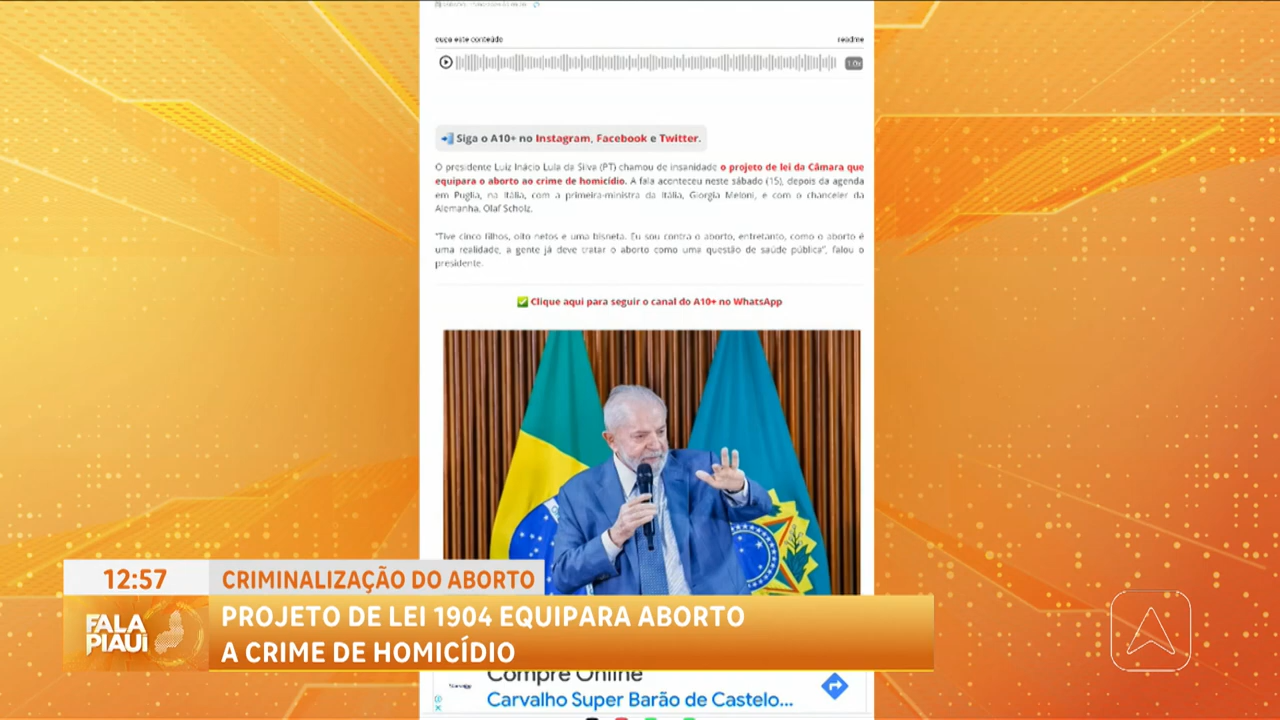 ouça este conteúdo
readme
1.0x
Siga o A10+ no Instagram, Facebook e Twitter.
O presidente Luiz Inácio Lula da Silva (PT) chamou de insanidade o projeto de lei da Câmara que
equipara o aborto ao crime de homicídio. A fala aconteceu neste sábado (15), depois da agenda
em Puglia, na Itália, com a primeira-ministra da Itália, Giorgia Meloni, e com o chanceler da
Alemanha, Olaf Scholz.
"Tive cinco filhos, oito netos e uma bisneta. Eu sou contra o aborto, entretanto, como o aborto é
uma realidade, a gente já deve tratar o aborto como uma questão de saúde pública", falou o
presidente.
Clique aqui para seguir o canal do A10+ no WhatsApp
12:57
CRIMINALIZAÇÃO DO ABORTO
FALA
PIAUÍ
PROJETO DE LEI 1904 EQUIPARA ABORTO
A CRIME DE HOMICÍDIO
Compre Online
Carvalho Super Barão de Castelo...